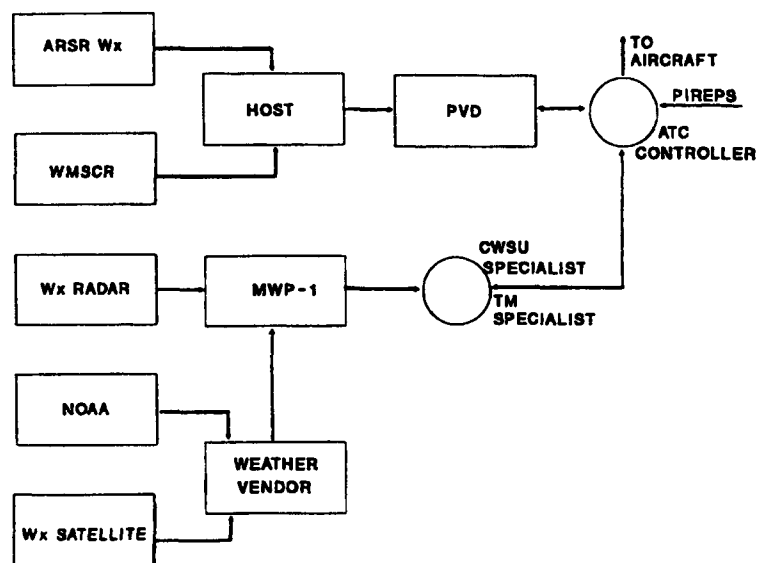 ARSR Wx
HOST
WMSCR
PVD
TO
AIRCRAFT
PIREPS
ATC
CONTROLLER
Wx RADAR
MWP-1
CWSU
SPECIALIST
TM
SPECIALIST
NOAA
WEATHER
VENDOR
Wx SATELLITE